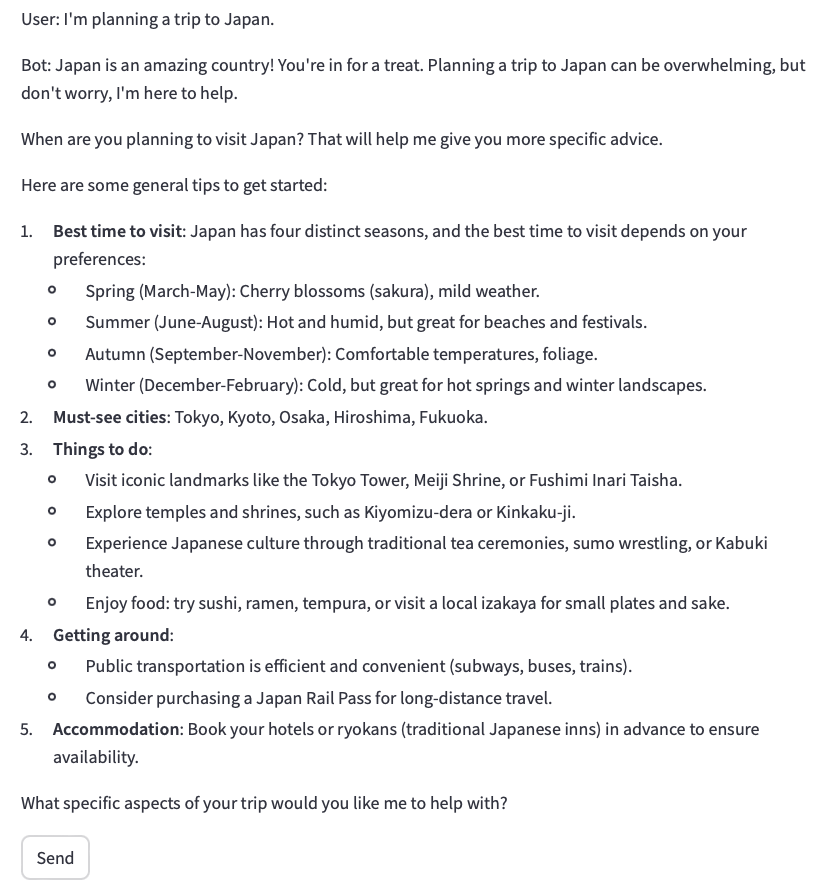 User: I'm planning a trip to Japan.
Bot: Japan is an amazing country! You're in for a treat. Planning a trip to Japan can be overwhelming, but
don't worry, I'm here to help.
When are you planning to visit Japan? That will help me give you more specific advice.
Here are some general tips to get started:
1. Best time to visit: Japan has four distinct seasons, and the best time to visit depends on your
preferences:
Spring (March-May): Cherry blossoms (sakura), mild weather.
Summer (June-August): Hot and humid, but great for beaches and festivals.
Autumn (September-November): Comfortable temperatures, foliage.
Winter (December-February): Cold, but great for hot springs and winter landscapes.
2. Must-see cities: Tokyo, Kyoto, Osaka, Hiroshima, Fukuoka.
3. Things to do:
Visit iconic landmarks like the Tokyo Tower, Meiji Shrine, or Fushimi Inari Taisha.
Explore temples and shrines, such as Kiyomizu-dera or Kinkaku-ji.
Experience Japanese culture through traditional tea ceremonies, sumo wrestling, or Kabuki
theater.
Enjoy food: try sushi, ramen, tempura, or visit a local izakaya for small plates and sake.
4. Getting around:
Public transportation is efficient and convenient (subways, buses, trains).
Consider purchasing a Japan Rail Pass for long-distance travel.
5. Accommodation: Book your hotels or ryokans (traditional Japanese inns) in advance to ensure
availability.
What specific aspects of your trip would you like me to help with?
Send